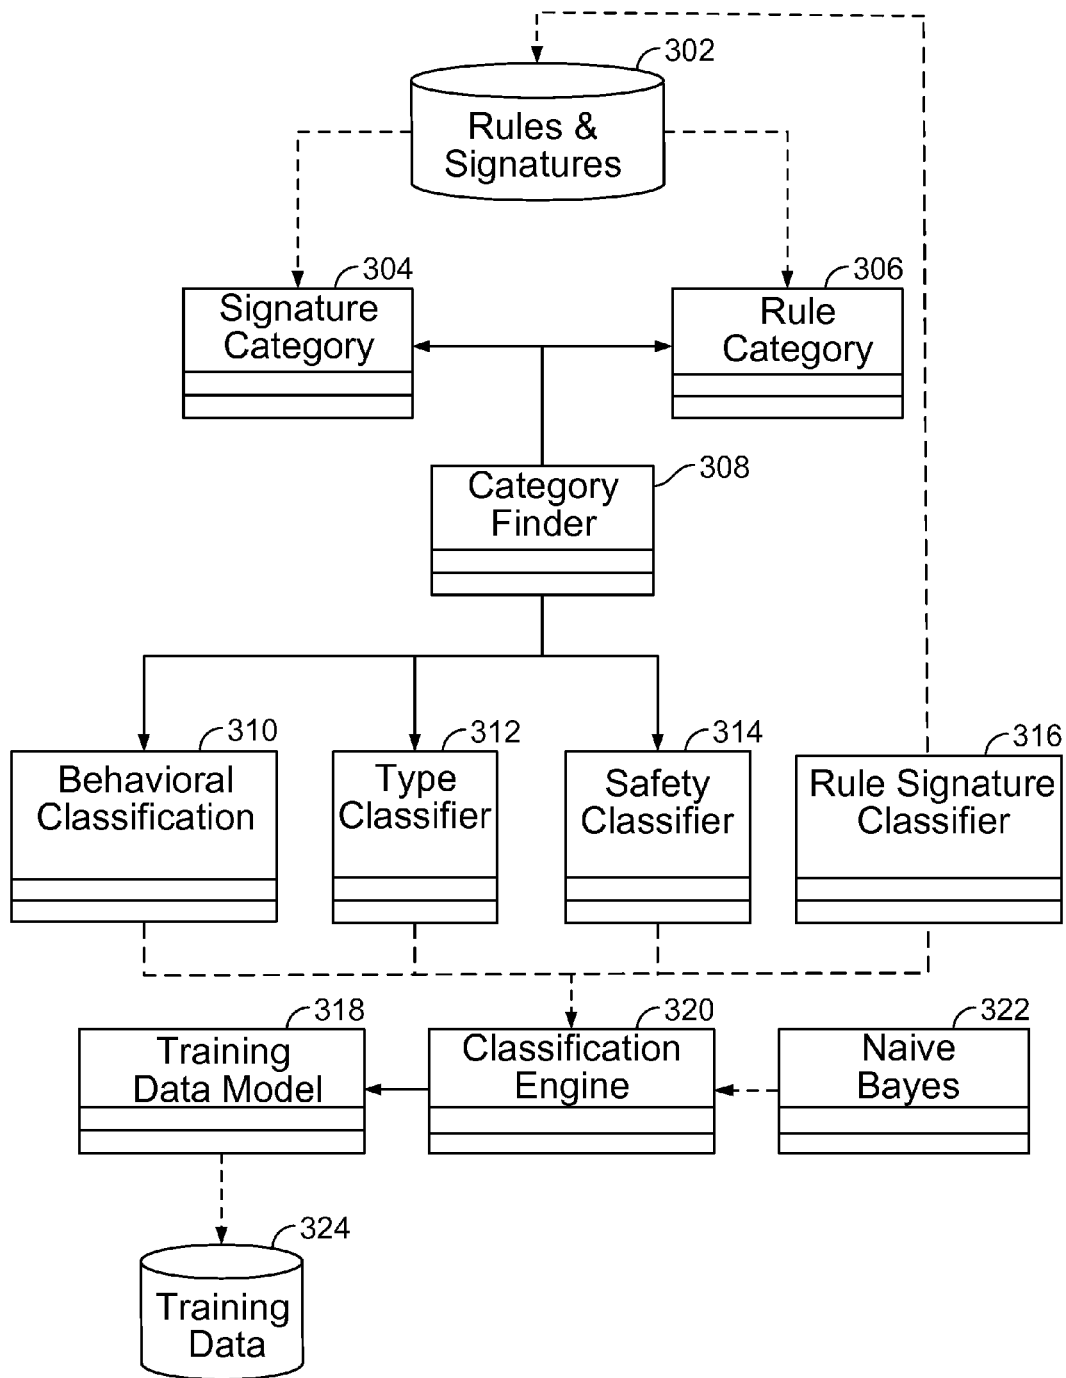 302
Rules &
Signatures
304
Signature
Category
306
Rule
Category
308
Category
Finder
310
Behavioral
Classification
312
Type
Classifier
314
Safety
Classifier
316
Rule Signature
Classifier
318
Training
Data Model
320
Classification
Engine
322
Naive
Bayes
324
Training
Data